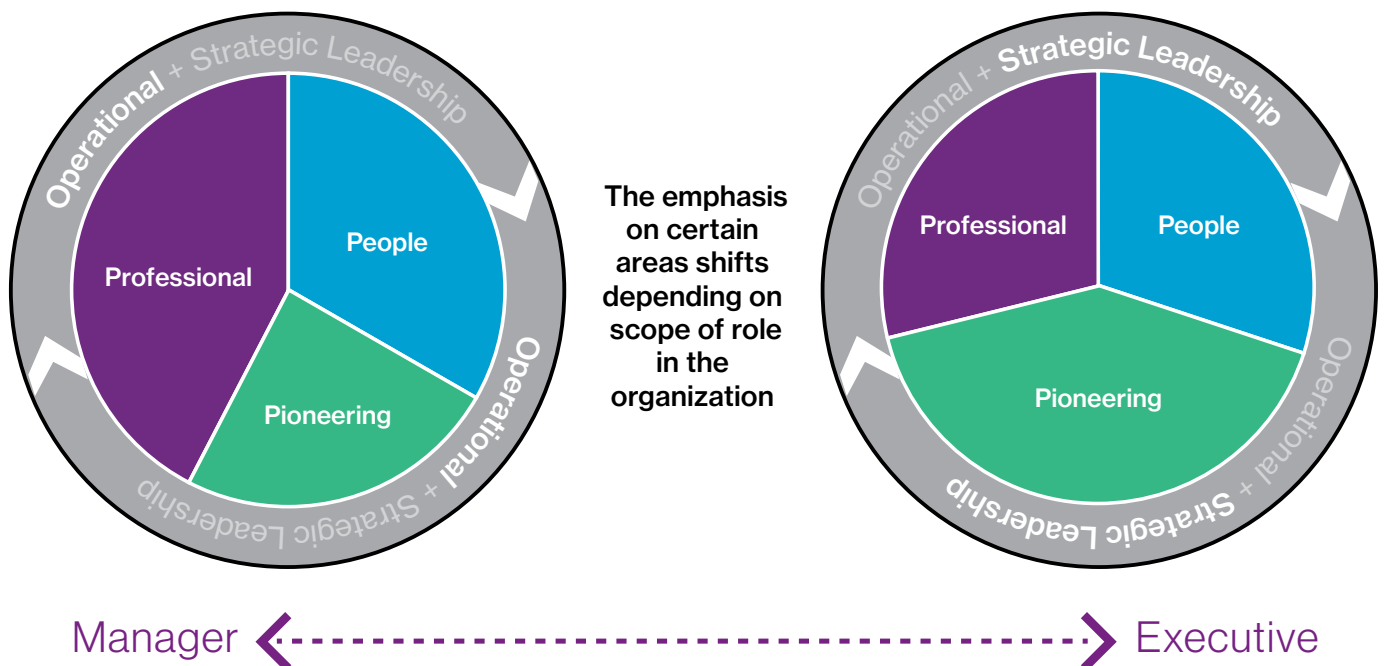 Operational + Strategic Leadership
Professional
People
Pioneering
Operational + Strategic Leadership
The emphasis
on certain
areas shifts
depending on
scope of role
in the
organization
Operational + Strategic Leadership
Professional
People
Pioneering
Operational + Strategic Leadership
Manager
Executive